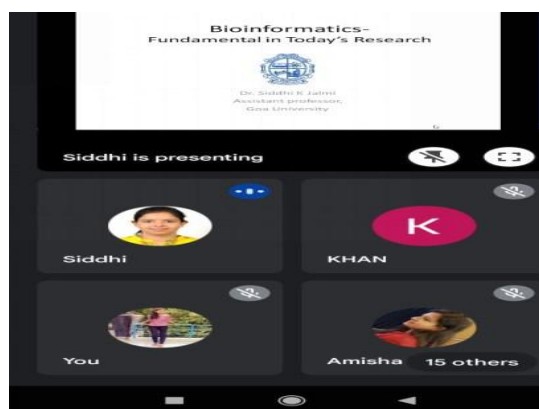 Bioinformatics-
Fundamental in Today's Research
Dr. Siddhi K Jalmi
Assistant professor,
Goa University
Siddhi is presenting
Siddhi
K
KHAN
You
Amisha
15 others